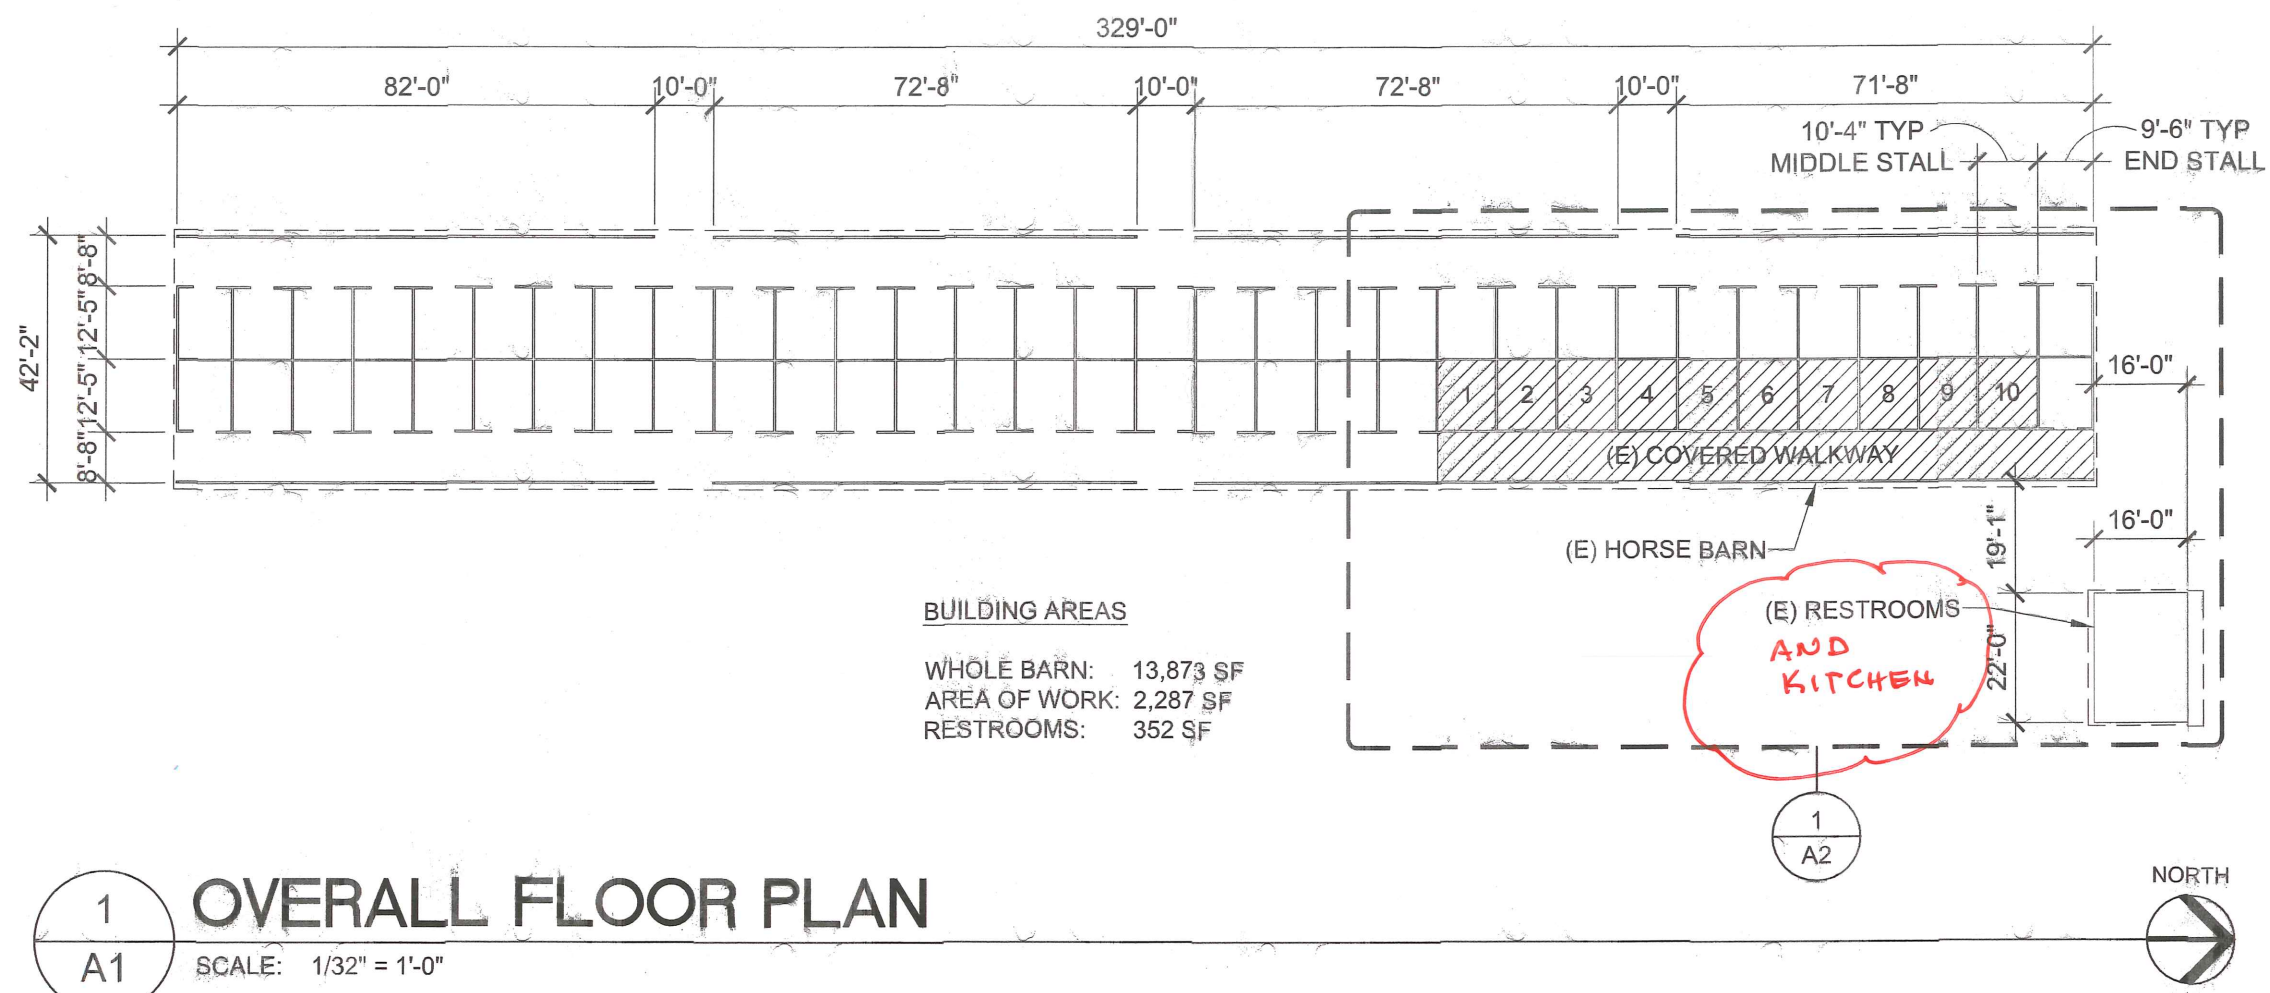 329'-0"
82'-0" 10'-0" 72'-8" 10'-0" 72'-8" 10'-0" 71'-8"
10'-4" TYP
MIDDLE STALL
9'-6" TYP
END STALL
42'-2"
8'-8"
12'-5"
12'-5"
8'-8"
1 2 3 4 5 6 7 8 9 10
16'-0"
(E) COVERED WALKWAY
(E) HORSE BARN
19'-1"
16'-0"
(E) RESTROOMS
AND
KITCHEN
22'-0"
BUILDING AREAS
WHOLE BARN: 13,873 SF
AREA OF WORK: 2,287 SF
RESTROOMS: 352 SF
1
A2
NORTH
1
A1
OVERALL FLOOR PLAN
SCALE: 1/32" = 1'-0"